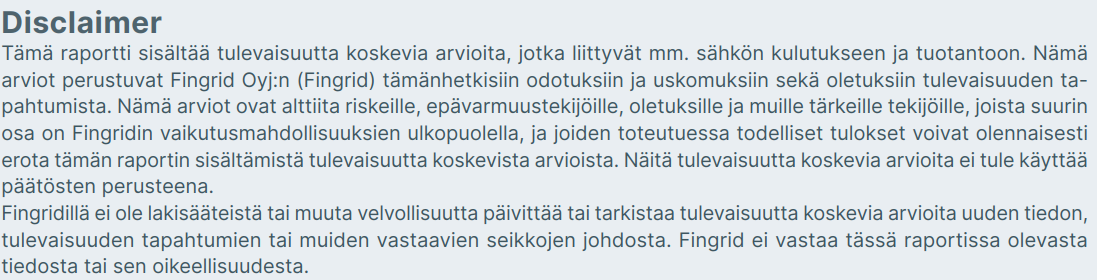 Disclaimer
Tämä raportti sisältää tulevaisuutta koskevia arvioita, jotka liittyvät mm. sähkön kulutukseen ja tuotantoon. Nämä
arviot perustuvat Fingrid Oyj:n (Fingrid) tämänhetkisiin odotuksiin ja uskomuksiin sekä oletuksiin tulevaisuuden ta-
pahtumista. Nämä arviot ovat alttiita riskeille, epävarmuustekijöille, oletuksille ja muille tärkeille tekijöille, joista suurin
osa on Fingridin vaikutusmahdollisuuksien ulkopuolella, ja joiden toteutuessa todelliset tulokset voivat olennaisesti
erota tämän raportin sisältämistä tulevaisuutta koskevista arvioista. Näitä tulevaisuutta koskevia arvioita ei tule käyttää
päätösten perusteena.
Fingridillä ei ole lakisääteistä tai muuta velvollisuutta päivittää tai tarkistaa tulevaisuutta koskevia arvioita uuden tiedon,
tulevaisuuden tapahtumien tai muiden vastaavien seikkojen johdosta. Fingrid ei vastaa tässä raportissa olevasta
tiedosta tai sen oikeellisuudesta.